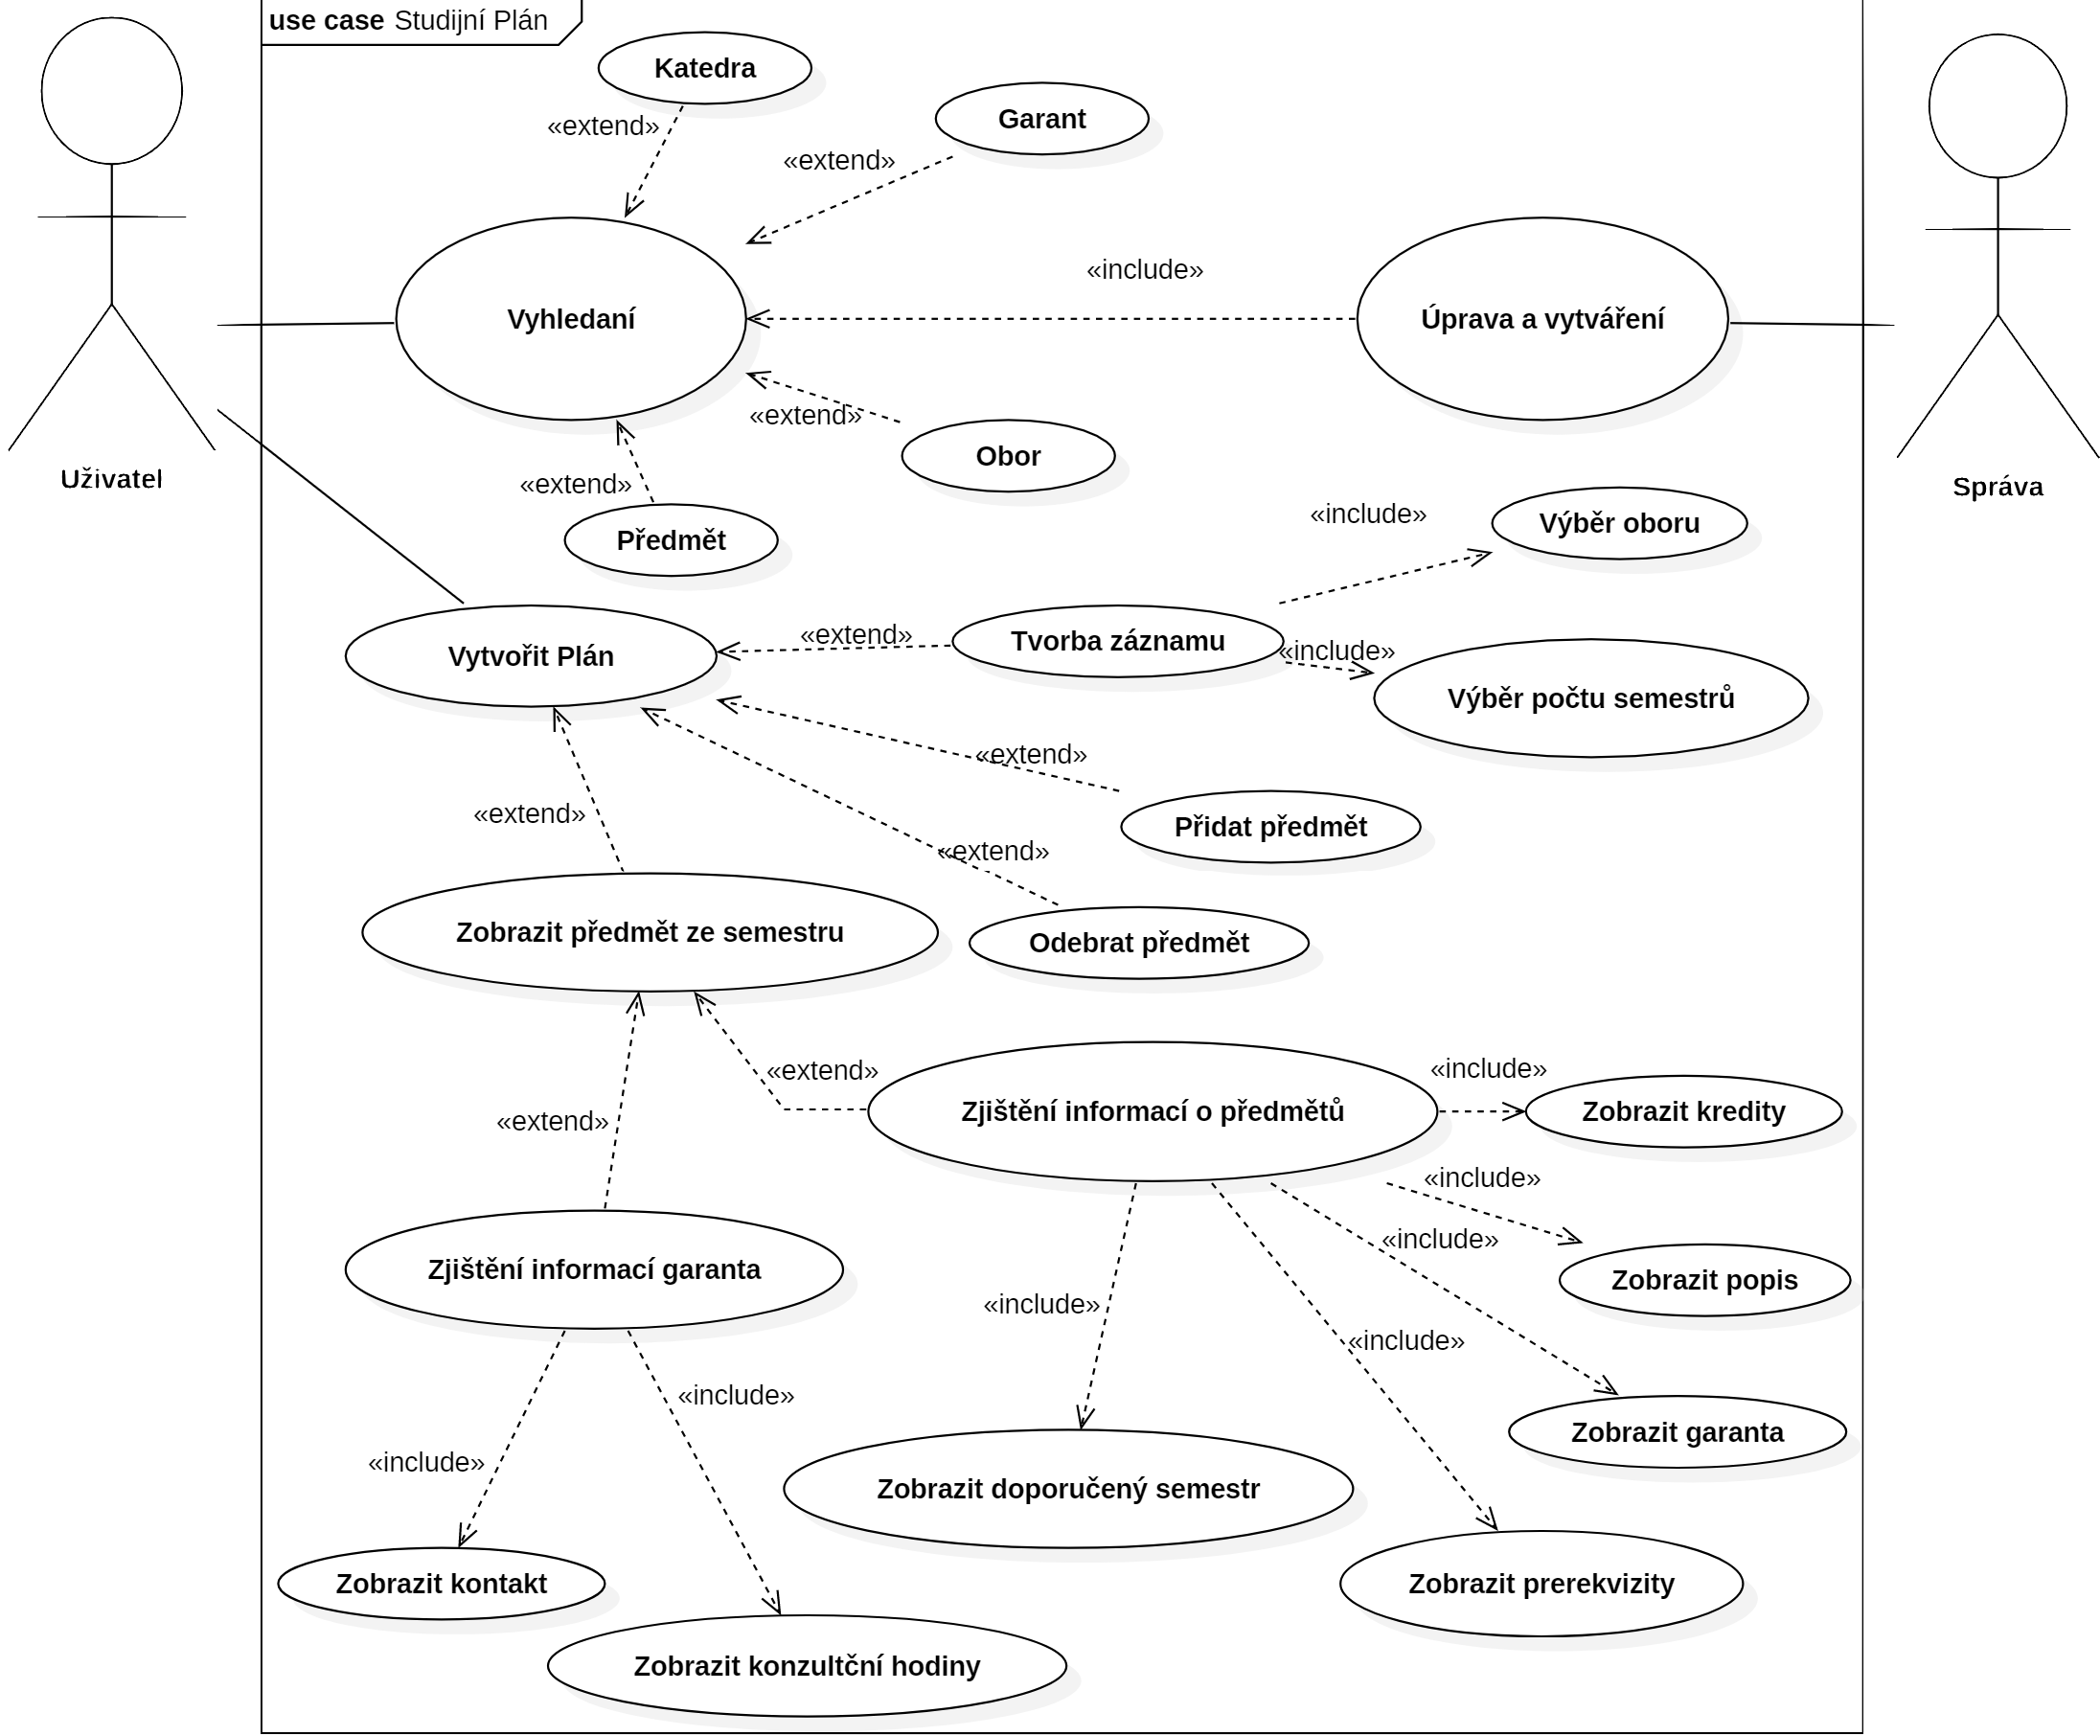 use case Studijní Plán
Katedra
Garant
«extend»
«extend»
«include»
Vyhledaní
Úprava a vytváření
«extend»
Obor
Uživatel
«extend»
Správa
«include»
Výběr oboru
Předmět
«extend»
Tvorba záznamu
«include»
Vytvořit Plán
Výběr počtu semestrů
«extend»
«extend»
Přidat předmět
«extend»
Zobrazit předmět ze semestru
Odebrat předmět
«extend»
«include»
Zjištění informací o předmětů
Zobrazit kredity
«extend»
«include»
«include»
Zjištění informací garanta
Zobrazit popis
«include»
«include»
«include»
Zobrazit garanta
«include»
Zobrazit doporučený semestr
Zobrazit kontakt
Zobrazit prerekvizity
Zobrazit konzultční hodiny